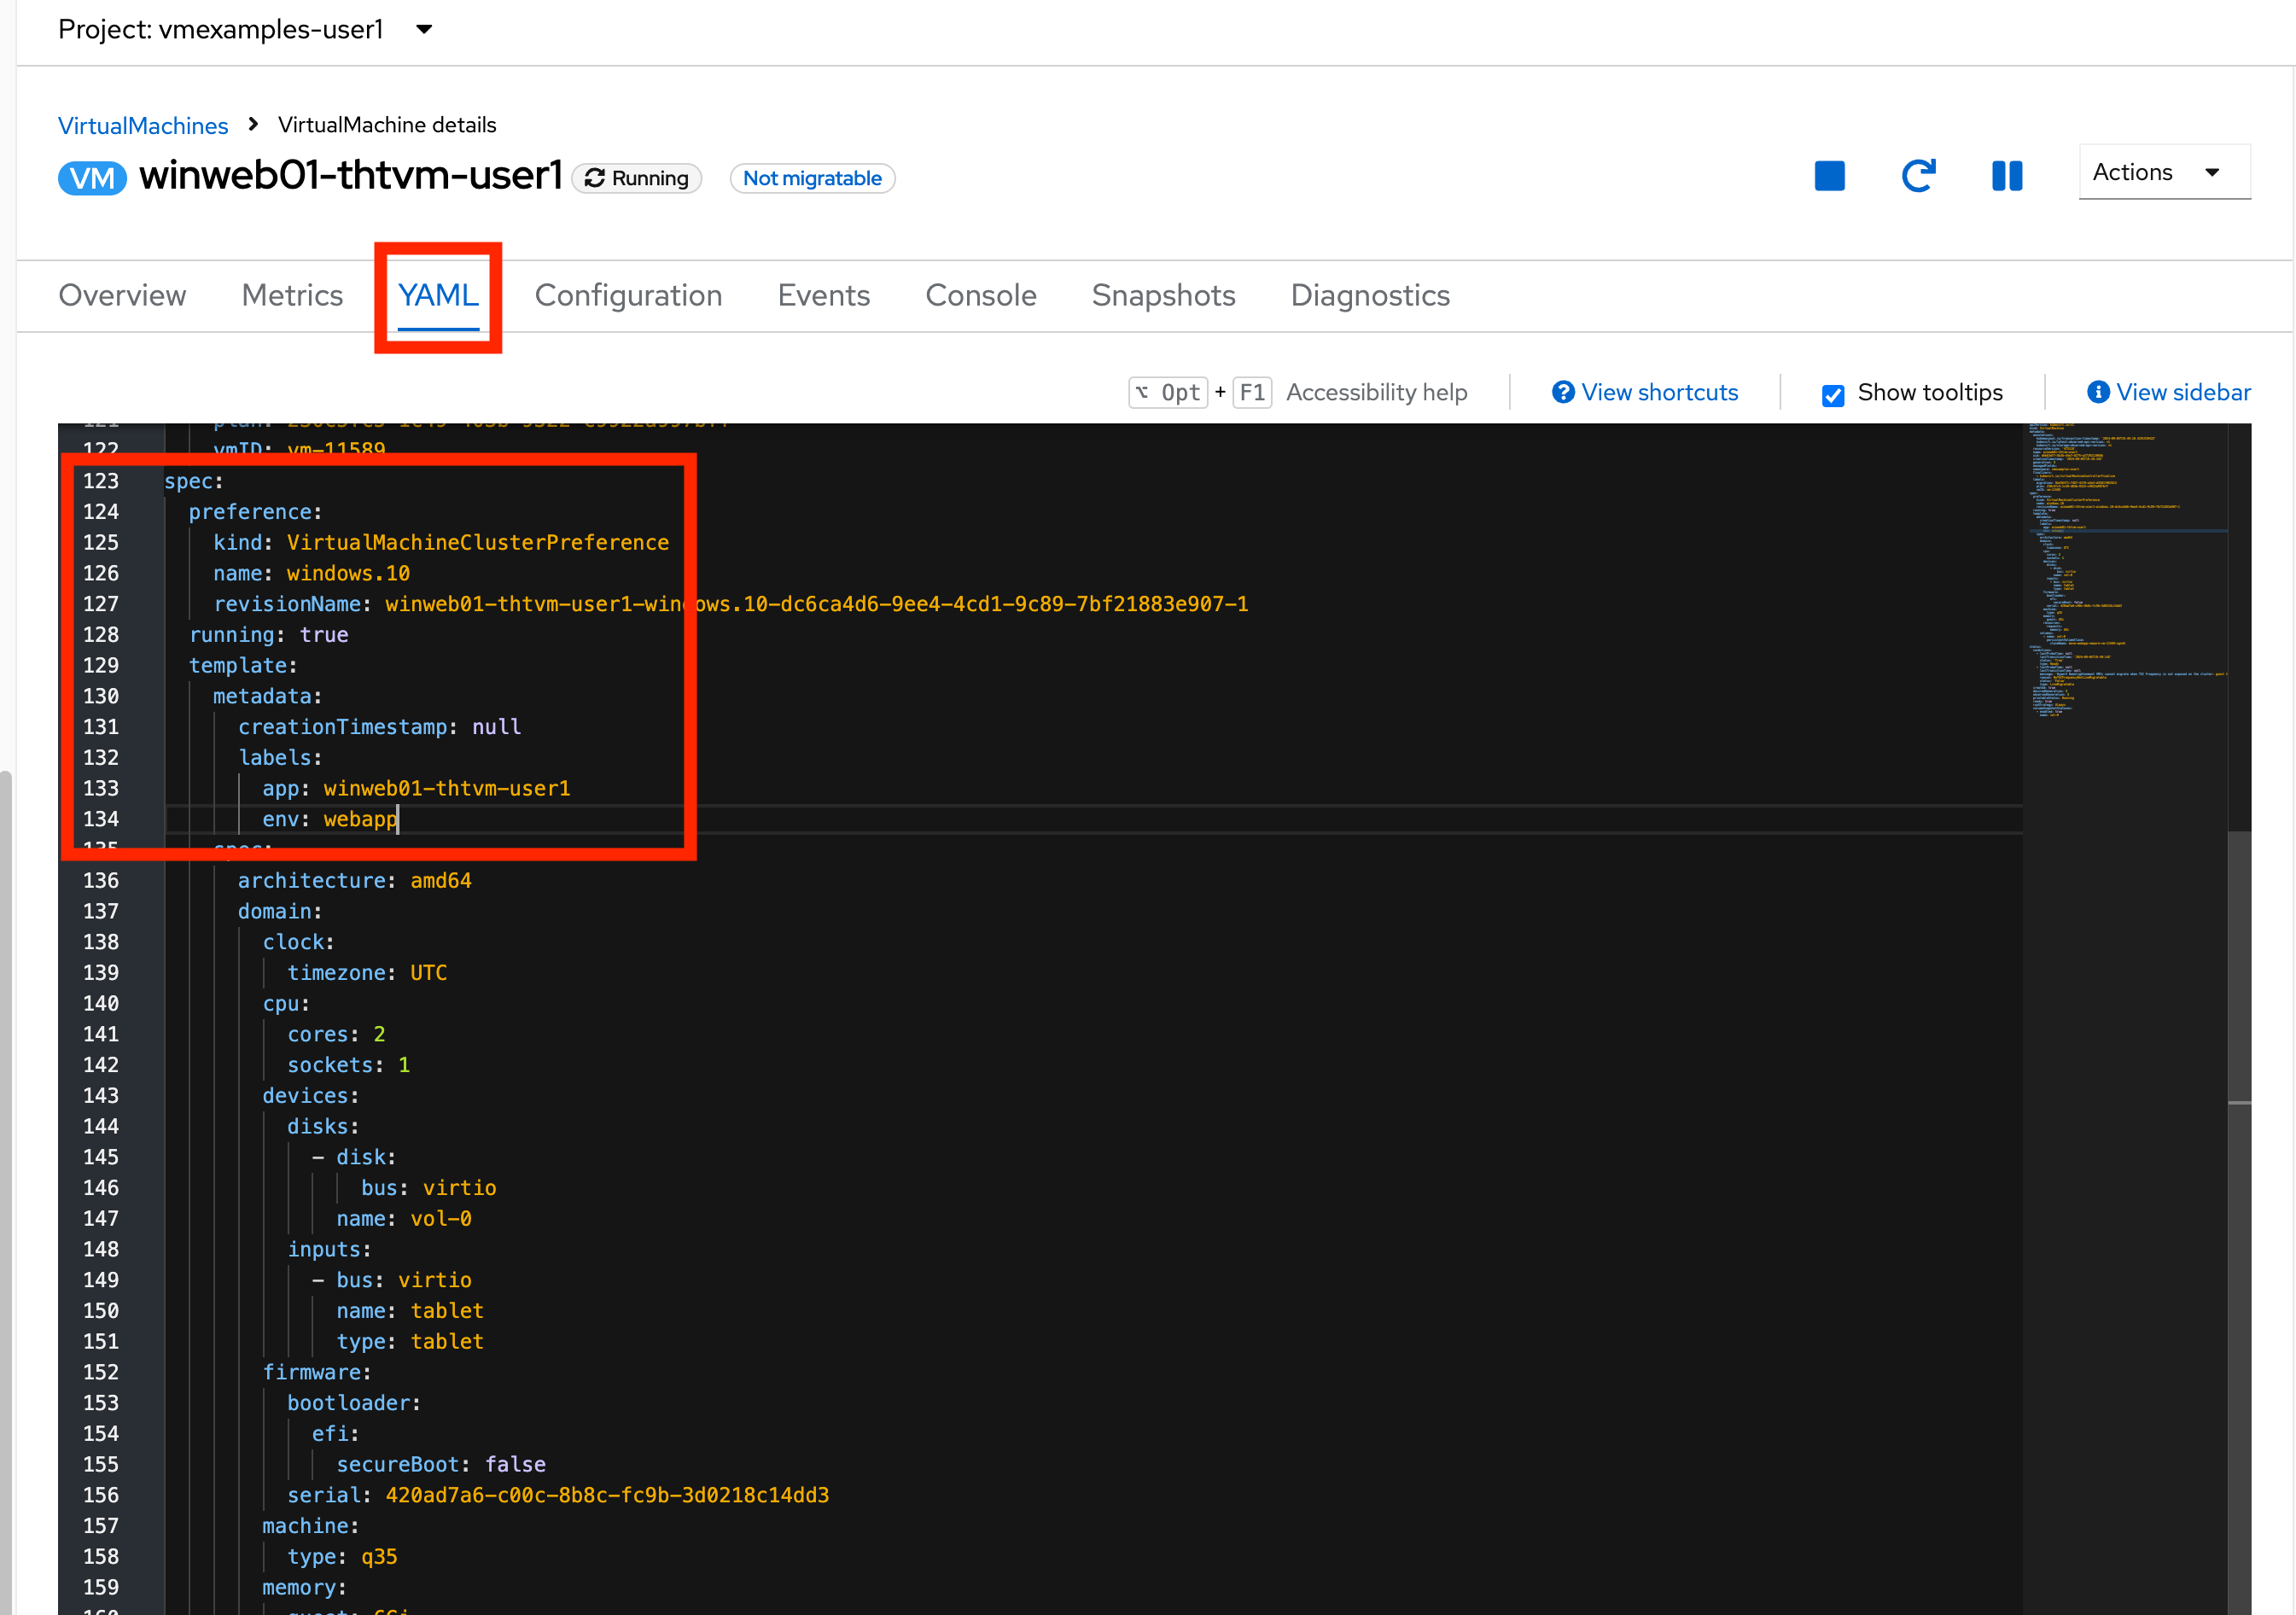 Project: vmexamples-user1
VirtualMachines > VirtualMachine details
VM winweb01-thtvm-user1 Running Not migratable
Actions
Overview Metrics YAML Configuration Events Console Snapshots Diagnostics
⌥ Opt + F1 Accessibility help View shortcuts Show tooltips View sidebar
122 vmID: vm-11589
123 spec:
124 preference:
125 kind: VirtualMachineClusterPreference
126 name: windows.10
127 revisionName: winweb01-thtvm-user1-windows.10-dc6ca4d6-9ee4-4cd1-9c89-7bf21883e907-1
128 running: true
129 template:
130 metadata:
131 creationTimestamp: null
132 labels:
133 app: winweb01-thtvm-user1
134 env: webapp
135 spec:
136 architecture: amd64
137 domain:
138 clock:
139 timezone: UTC
140 cpu:
141 cores: 2
142 sockets: 1
143 devices:
144 disks:
145 - disk:
146 bus: virtio
147 name: vol-0
148 inputs:
149 - bus: virtio
150 name: tablet
151 type: tablet
152 firmware:
153 bootloader:
154 efi:
155 secureBoot: false
156 serial: 420ad7a6-c00c-8b8c-fc9b-3d0218c14dd3
157 machine:
158 type: q35
159 memory: